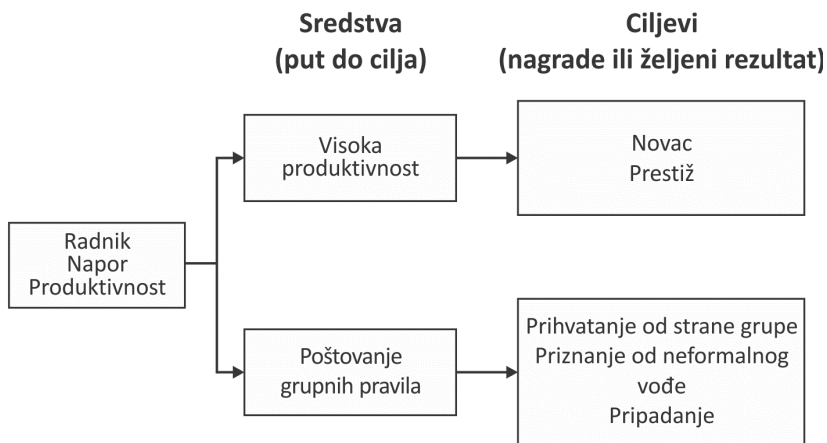 Sredstva
(put do cilja)
Ciljevi
(nagrade ili željeni rezultat)
Visoka
produktivnost
Novac
Prestiž
Radnik
Napor
Produktivnost
Poštovanje
grupnih pravila
Prihvatanje od strane grupe
Priznanje od neformalnog
vođe
Pripadanje